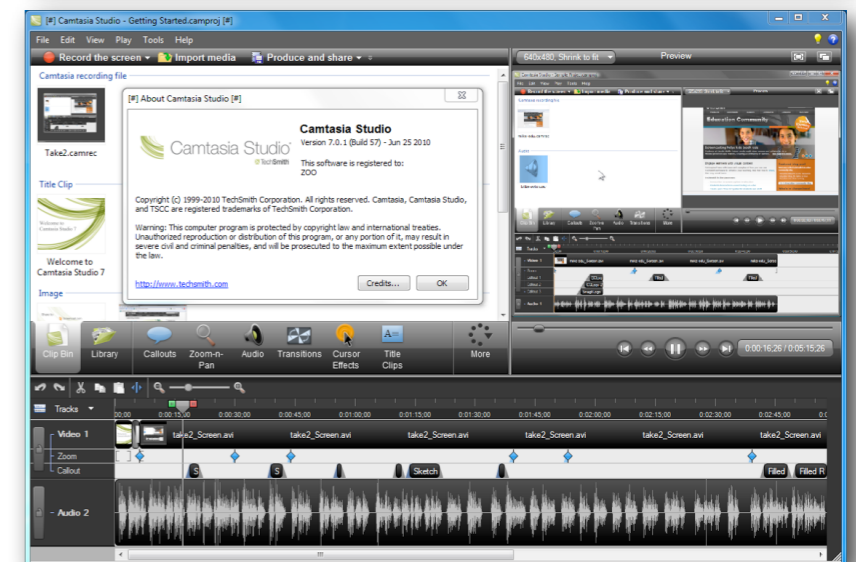 [#] Camtasia Studio - Getting Started.camproj [#]
File Edit View Play Tools Help
Record the screen Import media Produce and share
640x480, Shrink to fit Preview
Camtasia recording file
Take2.camrec
Title Clip
Welcome to
Camtasia Studio 7
Welcome to
Camtasia Studio 7
Image
[#] About Camtasia Studio [#]
Camtasia Studio
TechSmith
Camtasia Studio
Version 7.0.1 (Build 57) - Jun 25 2010
This software is registered to:
ZOO
Copyright (c) 1999-2010 TechSmith Corporation. All rights reserved. Camtasia, Camtasia Studio,
and TSCC are registered trademarks of TechSmith Corporation.
Warning: This computer program is protected by copyright law and international treaties.
Unauthorized reproduction or distribution of this program, or any portion of it, may result in
severe civil and criminal penalties, and will be prosecuted to the maximum extent possible under
the law.
http://www.techsmith.com
Credits... OK
Education Community
Clip Bin Library Callouts Zoom-n-Pan Audio Transitions Cursor Effects Title Clips More
0:00:16;26 / 0:05:15;26
Tracks
00;00 0:00:15;00 0:00:30;00 0:00:45;00 0:01:00;00 0:01:15;00 0:01:30;00 0:01:45;00 0:02:00;00 0:02:15;00 0:02:30;00 0:02:45;00
Video 1 take2_Screen.avi take2_Screen.avi take2_Screen.avi take2_Screen.avi take2_Screen.avi take2_Screen.avi
Zoom
Callout S S Sketch Filled Filled R
Audio 2